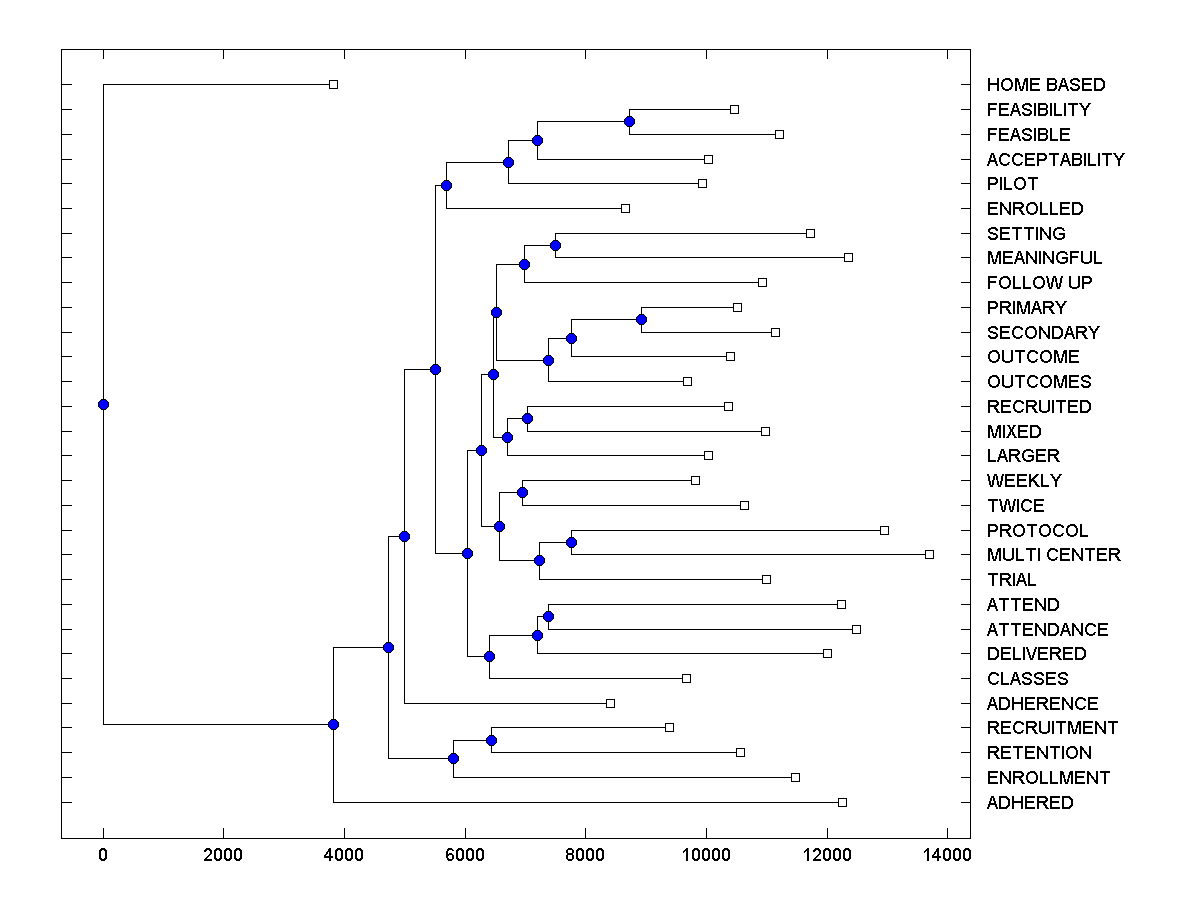 HOME BASED
FEASIBILITY
FEASIBLE
ACCEPTABILITY
PILOT
ENROLLED
SETTING
MEANINGFUL
FOLLOW UP
PRIMARY
SECONDARY
OUTCOME
OUTCOMES
RECRUITED
MIXED
LARGER
WEEKLY
TWICE
PROTOCOL
MULTI CENTER
TRIAL
ATTEND
ATTENDANCE
DELIVERED
CLASSES
ADHERENCE
RECRUITMENT
RETENTION
ENROLLMENT
ADHERED
0 2000 4000 6000 8000 10000 12000 14000